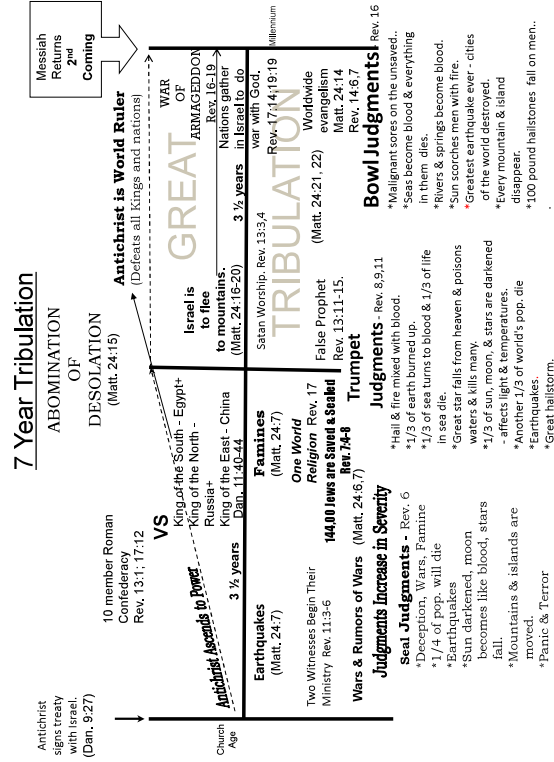 7 Year Tribulation
Antichrist
signs treaty
with Israel.
(Dan. 9:27)
10 member Roman
Confederacy
Rev. 13:1; 17:12
ABOMINATION
OF
DESOLATION
(Matt. 24:15)
Antichrist is World Ruler
(Defeats all Kings and nations)
Messiah
Returns
2nd
Coming
VS
King of the South - Egypt+
King of the North -
Russia+
King of the East - China
Dan. 11:40-44
Antichrist Ascends to Power
3 ½ years
GREAT
WAR
OF
ARMAGEDDON
Rev. 16-19
Nations gather
in Israel to do
war with God,
Rev. 17:14;19:19
Israel is
to flee
to mountains.
(Matt, 24:16-20)
3 ½ years
Church
Age
Millennium
Earthquakes
(Matt. 24:7)
Famines
(Matt. 24:7)
Two Witnesses Begin Their
Ministry Rev. 11:3-6
One World
Religion Rev. 17
144,00 Jews are Saved & Sealed
Rev. 7:4-8
Wars & Rumors of Wars (Matt. 24:6,7)
Satan Worship. Rev. 13:3,4
TRIBULATION
(Matt. 24:21, 22)
False Prophet
Rev. 13:11-15.
Worldwide
evangelism
Matt. 24:14
Rev. 14:6,7
Judgments Increase in Severity
Seal Judgments - Rev. 6
*Deception, Wars, Famine
*1/4 of pop. will die
*Earthquakes
*Sun darkened, moon
becomes like blood, stars
fall.
*Mountains & islands are
moved.
*Panic & Terror
Trumpet
Judgments - Rev. 8,9,11
*Hail & fire mixed with blood.
*1/3 of earth burned up.
*1/3 of sea turns to blood & 1/3 of life
in sea die.
*Great star falls from heaven & poisons
waters & kills many.
*1/3 of sun, moon, & stars are darkened
- affects light & temperatures.
*Another 1/3 of world's pop. die
*Earthquakes.
*Great hailstorm.
Bowl Judgments - Rev. 16
*Malignant sores on the unsaved..
*Seas become blood & everything
in them dies.
*Rivers & springs become blood.
*Sun scorches men with fire.
*Greatest earthquake ever - cities
of the world destroyed.
*Every mountain & island
disappear.
*100 pound hailstones fall on men..
.